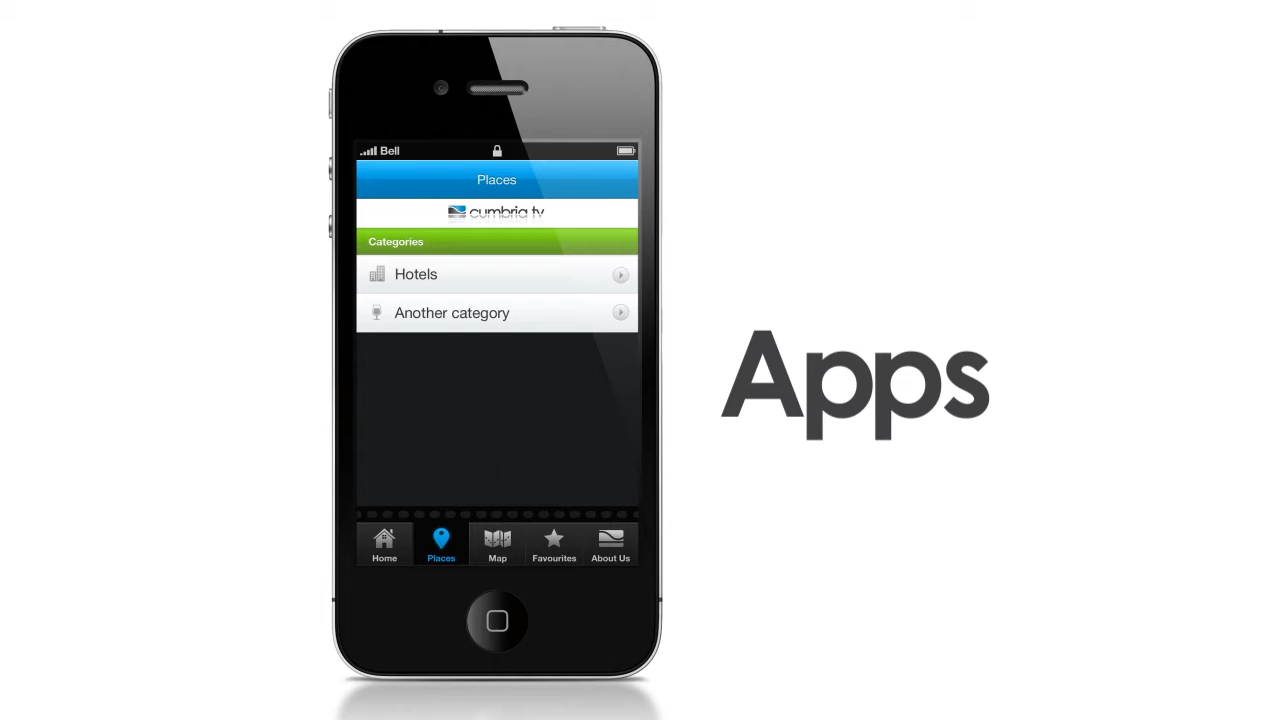 Bell
Places
cumbria tv
Categories
Hotels
Another category
Apps
Home
Places
Map
Favourites
About Us